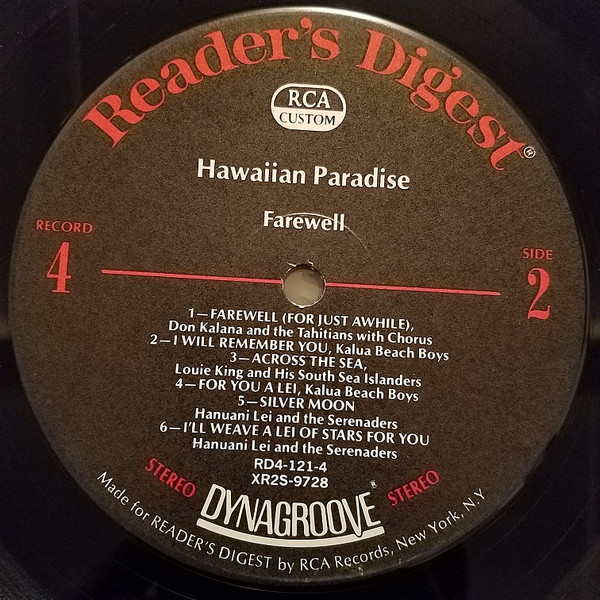 Reader's Digest®
RCA
CUSTOM
Hawaiian Paradise
Farewell
RECORD
4
SIDE
2
1—FAREWELL (FOR JUST AWHILE),
Don Kalana and the Tahitians with Chorus
2—I WILL REMEMBER YOU, Kalua Beach Boys
3—ACROSS THE SEA,
Louie King and His South Sea Islanders
4—FOR YOU A LEI, Kalua Beach Boys
5—SILVER MOON
Hanuani Lei and the Serenaders
6—I'LL WEAVE A LEI OF STARS FOR YOU
Hanuani Lei and the Serenaders
RD4-121-4
XR2S-9728
STEREO
DYNAGROOVE®
STEREO
Made for READER'S DIGEST by RCA Records, New York, N.Y